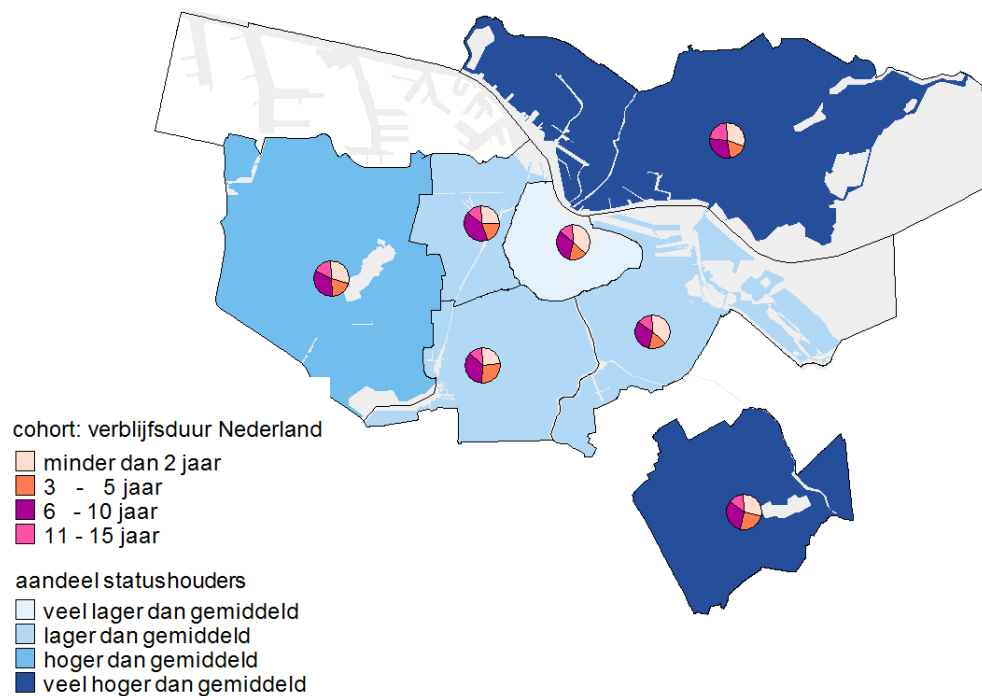 cohort: verblijfsduur Nederland
minder dan 2 jaar
3 - 5 jaar
6 - 10 jaar
11 - 15 jaar
aandeel statushouders
veel lager dan gemiddeld
lager dan gemiddeld
hoger dan gemiddeld
veel hoger dan gemiddeld